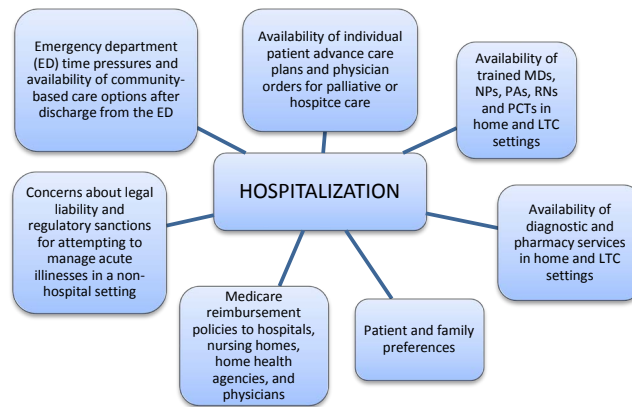 Emergency department
(ED) time pressures and
availability of community-
based care options after
discharge from the ED
Availability of individual
patient advance care
plans and physician
orders for palliative or
hospitce care
Availability of
trained MDs,
NPs, PAs, RNs
and PCTs in
home and LTC
settings
HOSPITALIZATION
Concerns about legal
liability and
regulatory sanctions
for attempting to
manage acute
illnesses in a non-
hospital setting
Availability of
diagnostic and
pharmacy services
in home and LTC
settings
Medicare
reimbursement
policies to hospitals,
nursing homes,
home health
agencies, and
physicians
Patient and family
preferences